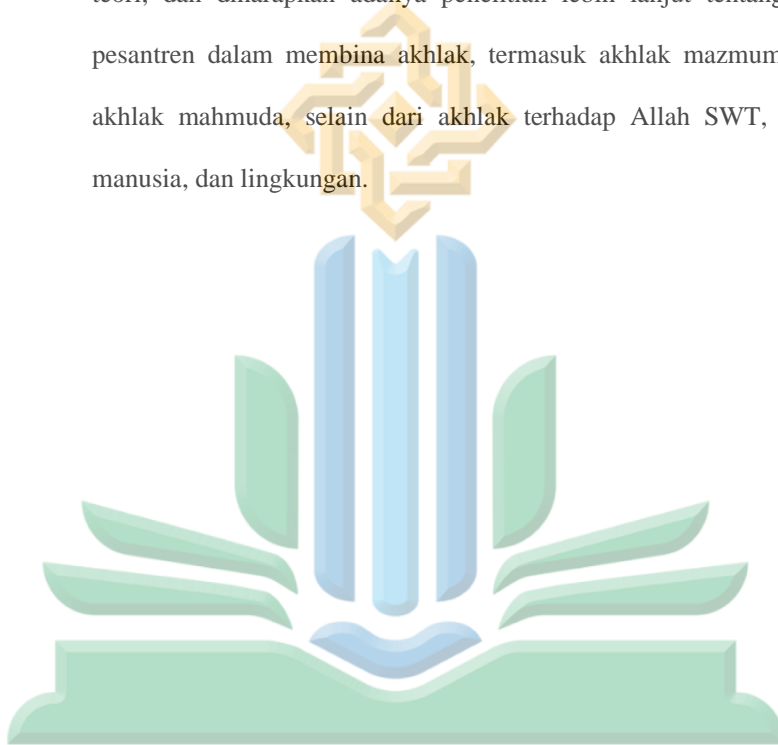 teori, dan diharapkan adanya penelitian lebih lanjut tentang
pesantren dalam membina akhlak, termasuk akhlak mazmum
akhlak mahmuda, selain dari akhlak terhadap Allah SWT,
manusia, dan lingkungan.